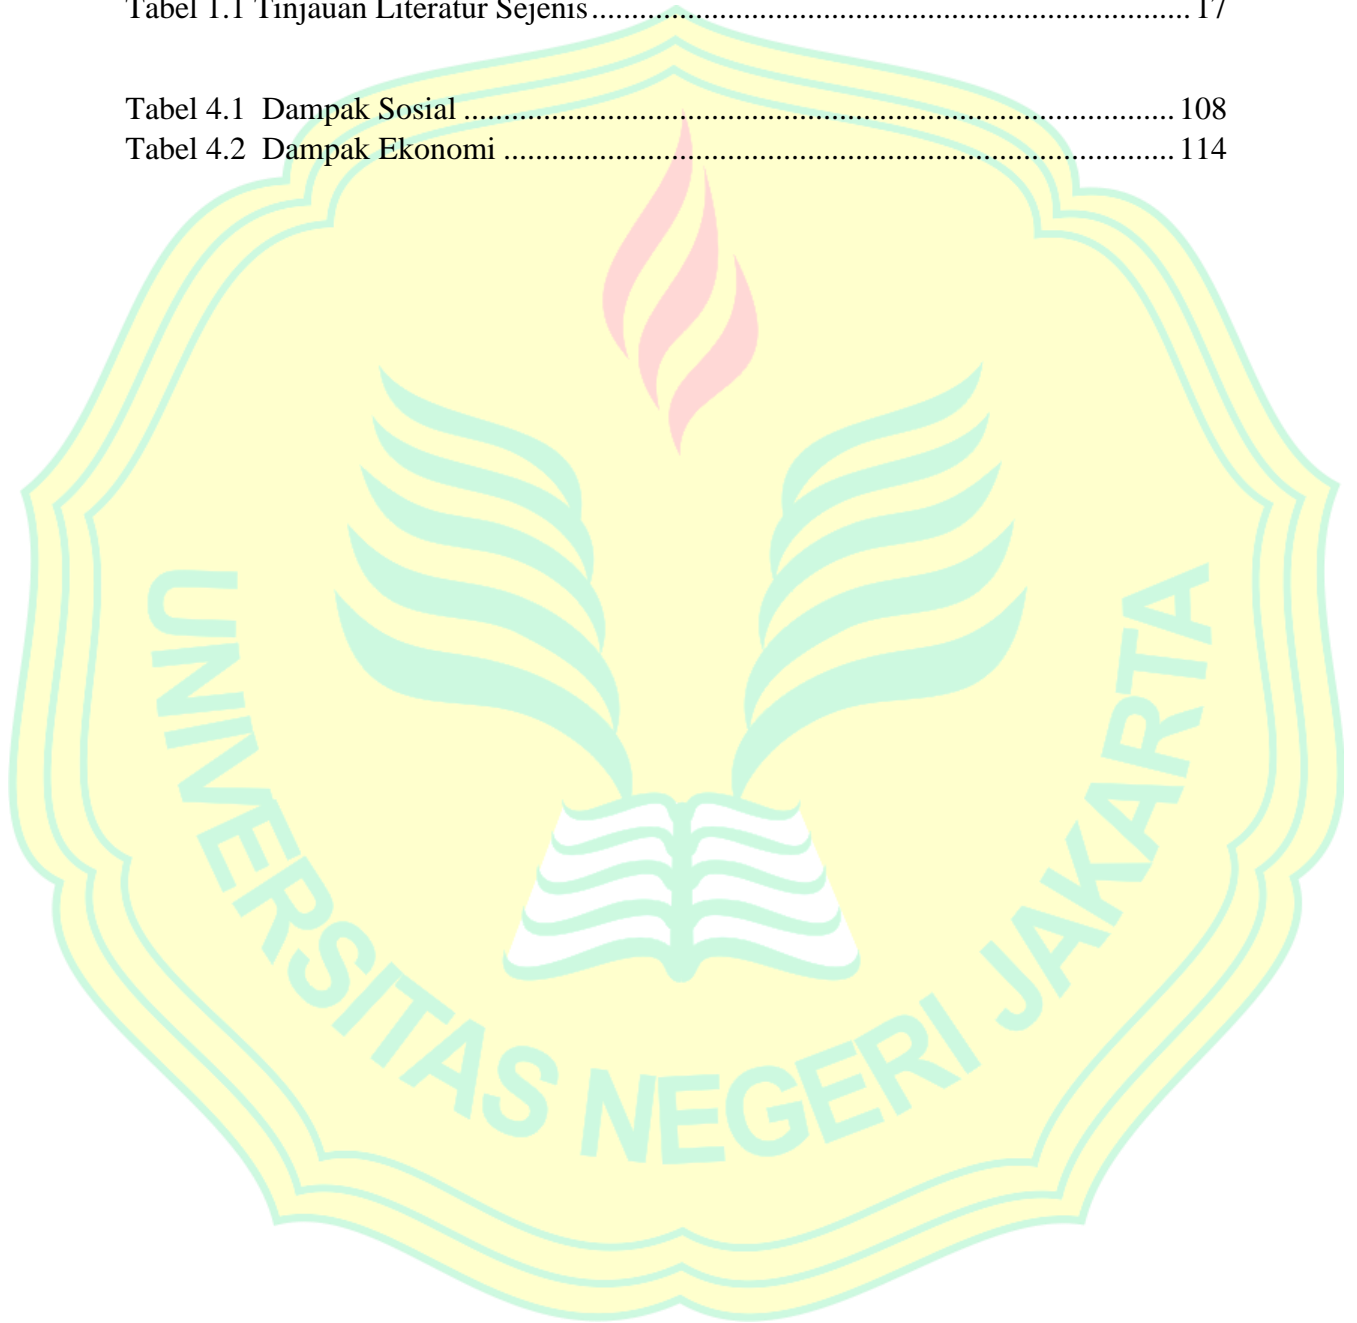 Tabel 1.1 Tinjauan Literatur Sejenis.......................................................................... 17
Tabel 4.1  Dampak Sosial ........................................................................................ 108
Tabel 4.2  Dampak Ekonomi ................................................................................... 114
UNIVERSITAS NEGERI JAKARTA